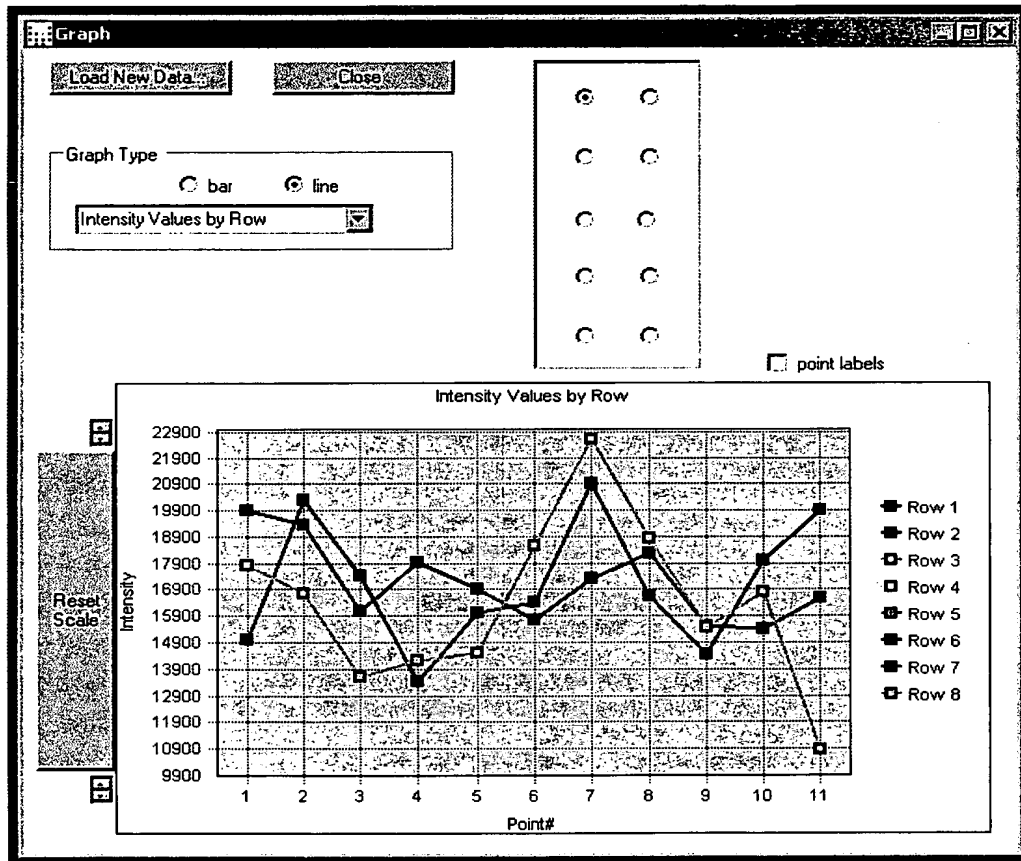 Graph
Load New Data...
Close
Graph Type
bar
line
Intensity Values by Row
point labels
Intensity Values by Row
22900
21900
20900
19900
18900
17900
16900
15900
14900
13900
12900
11900
10900
9900
Intensity
Reset
Scale
1 2 3 4 5 6 7 8 9 10 11
Point#
Row 1
Row 2
Row 3
Row 4
Row 5
Row 6
Row 7
Row 8